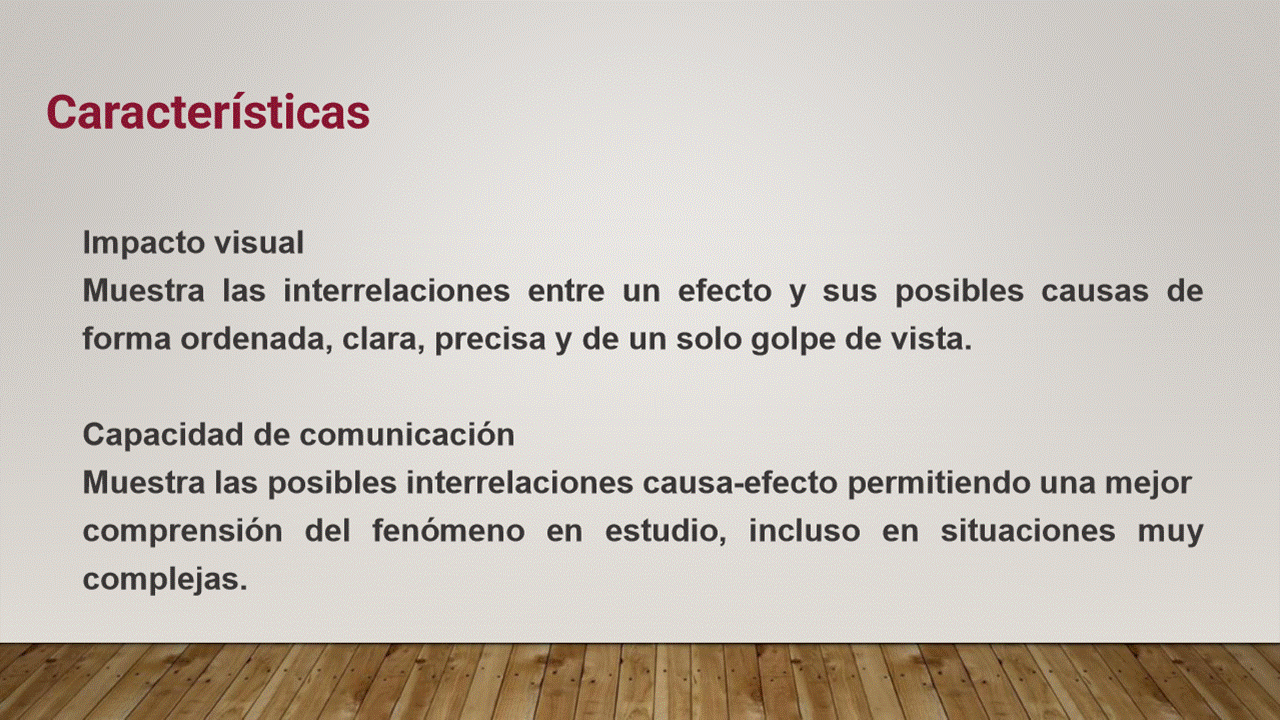 Características
Impacto visual
Muestra las interrelaciones entre un efecto y sus posibles causas de
forma ordenada, clara, precisa y de un solo golpe de vista.
Capacidad de comunicación
Muestra las posibles interrelaciones causa-efecto permitiendo una mejor
comprensión del fenómeno en estudio, incluso en situaciones muy
complejas.